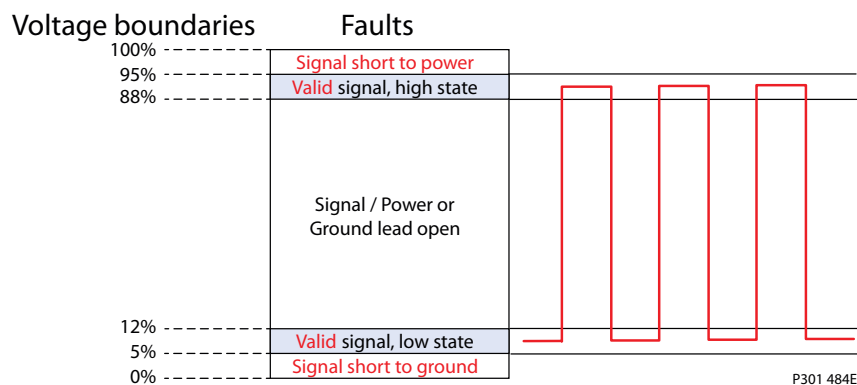 Voltage boundaries Faults
100%
Signal short to power
95%
Valid signal, high state
88%
Signal / Power or
Ground lead open
12%
Valid signal, low state
5%
Signal short to ground
0%
P301 484E